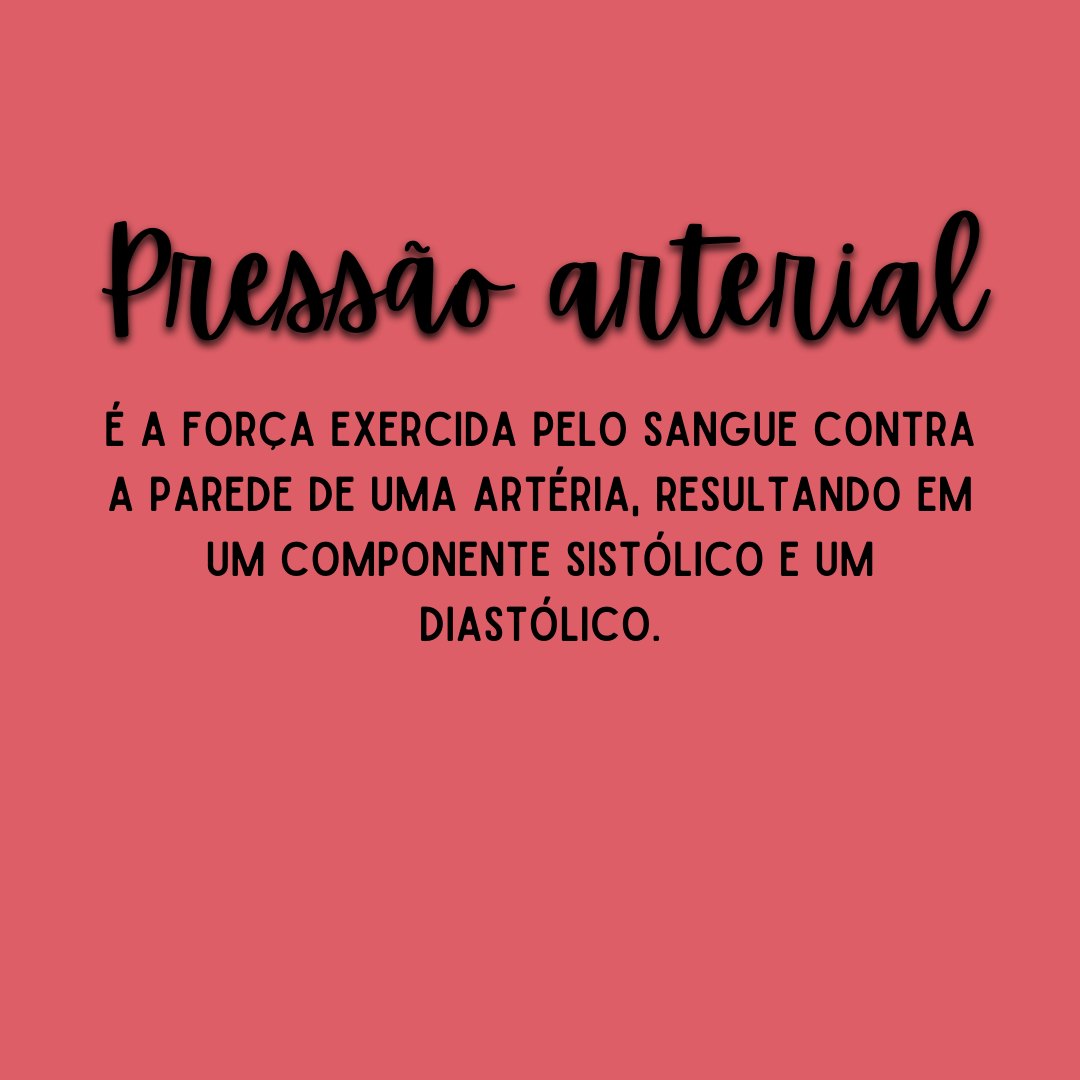 Pressão arterial
É A FORÇA EXERCIDA PELO SANGUE CONTRA
A PAREDE DE UMA ARTÉRIA, RESULTANDO EM
UM COMPONENTE SISTÓLICO E UM
DIASTÓLICO.